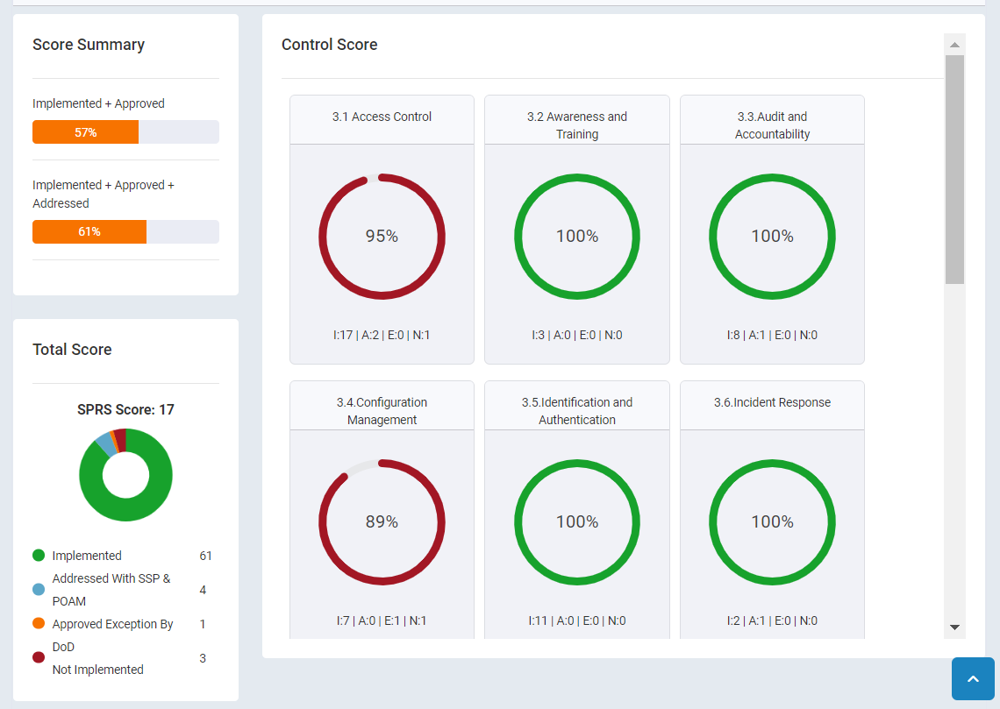 Score Summary
Implemented + Approved
57%
Implemented + Approved +
Addressed
61%
Total Score
SPRS Score: 17
Implemented 61
Addressed With SSP &
POAM 4
Approved Exception By
DoD 1
Not Implemented 3
Control Score
3.1 Access Control
95%
I:17 | A:2 | E:0 | N:1
3.2 Awareness and
Training
100%
I:3 | A:0 | E:0 | N:0
3.3.Audit and
Accountability
100%
I:8 | A:1 | E:0 | N:0
3.4.Configuration
Management
89%
I:7 | A:0 | E:1 | N:1
3.5.Identification and
Authentication
100%
I:11 | A:0 | E:0 | N:0
3.6.Incident Response
100%
I:2 | A:1 | E:0 | N:0